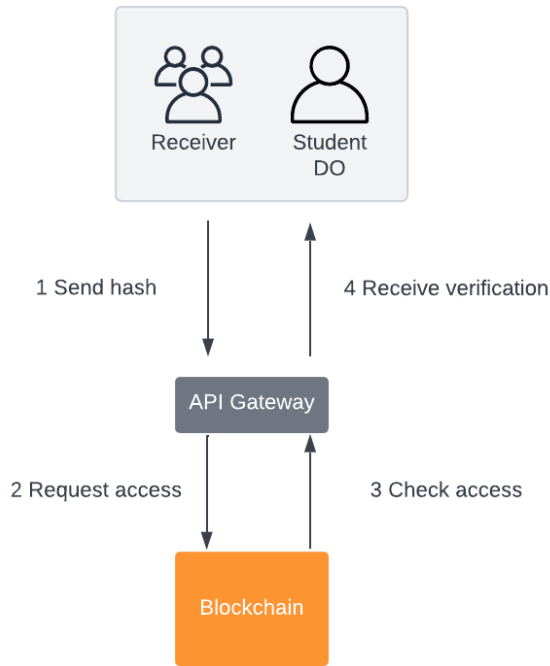 Receiver
Student
DO
1 Send hash
4 Receive verification
API Gateway
2 Request access
3 Check access
Blockchain